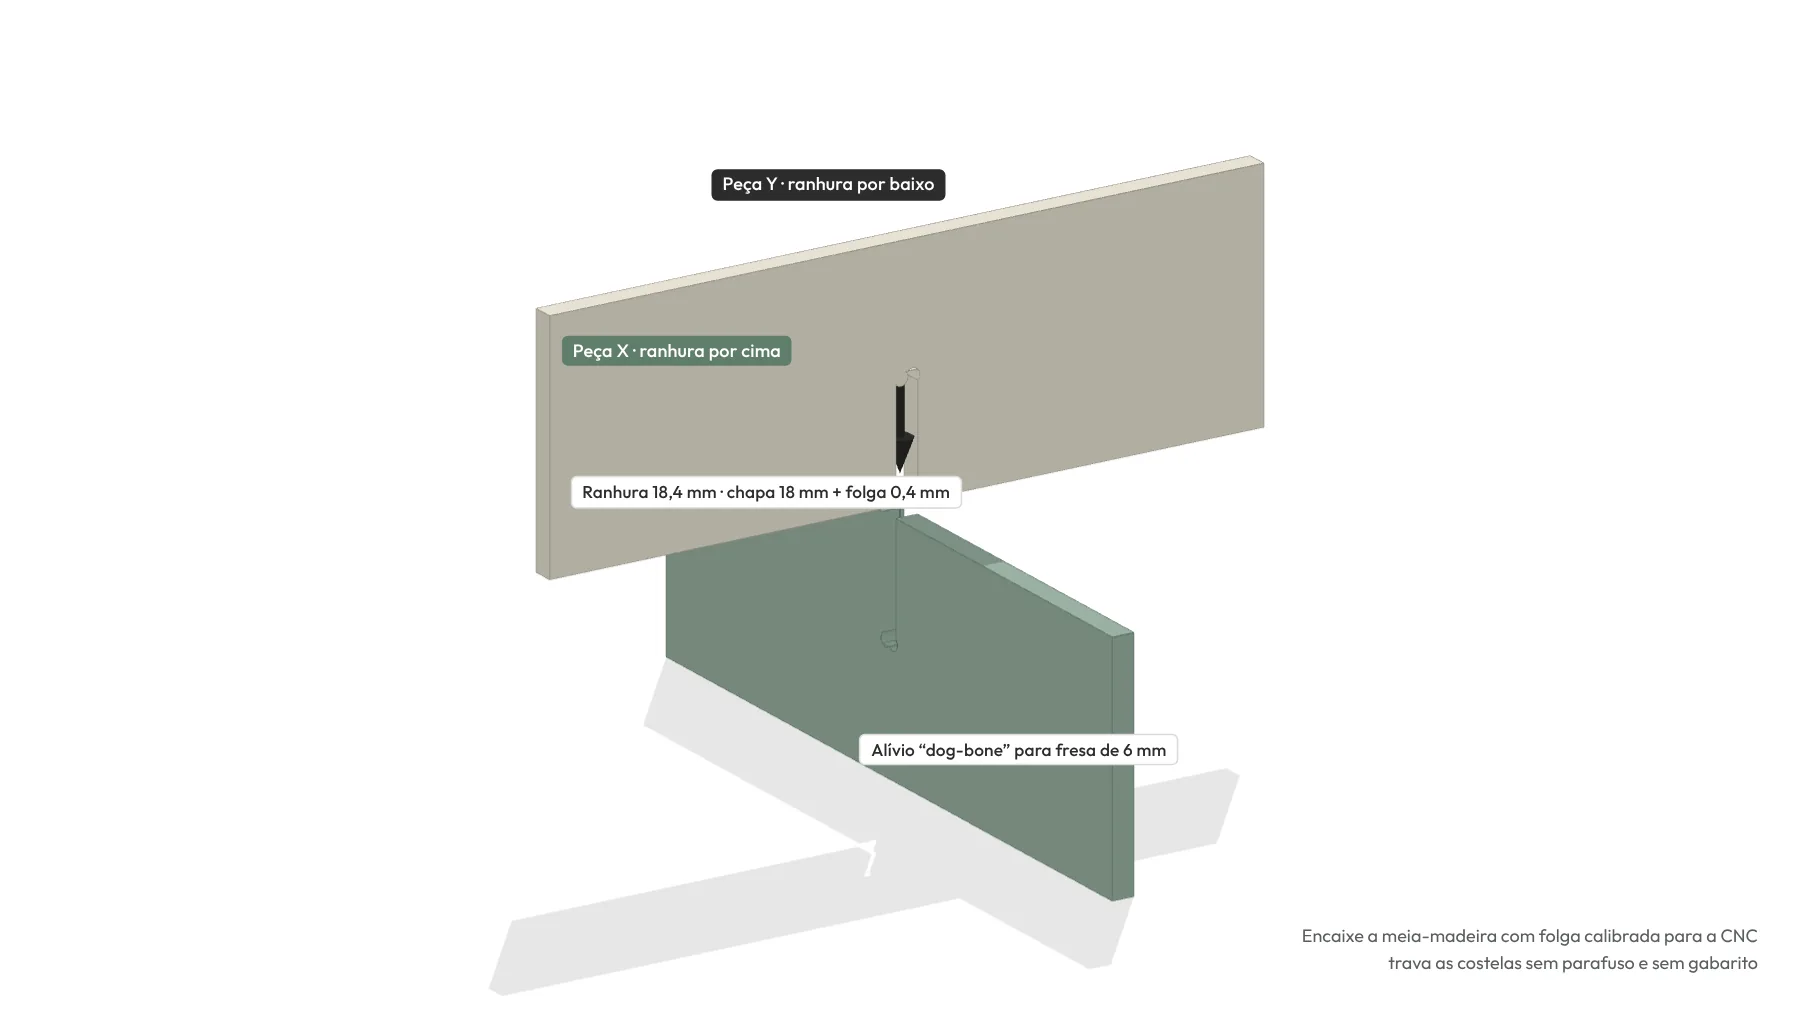 Peça Y · ranhura por baixo
Peça X · ranhura por cima
Ranhura 18,4 mm · chapa 18 mm + folga 0,4 mm
Alívio “dog-bone” para fresa de 6 mm
Encaixe a meia-madeira com folga calibrada para a CNC
trava as costelas sem parafuso e sem gabarito